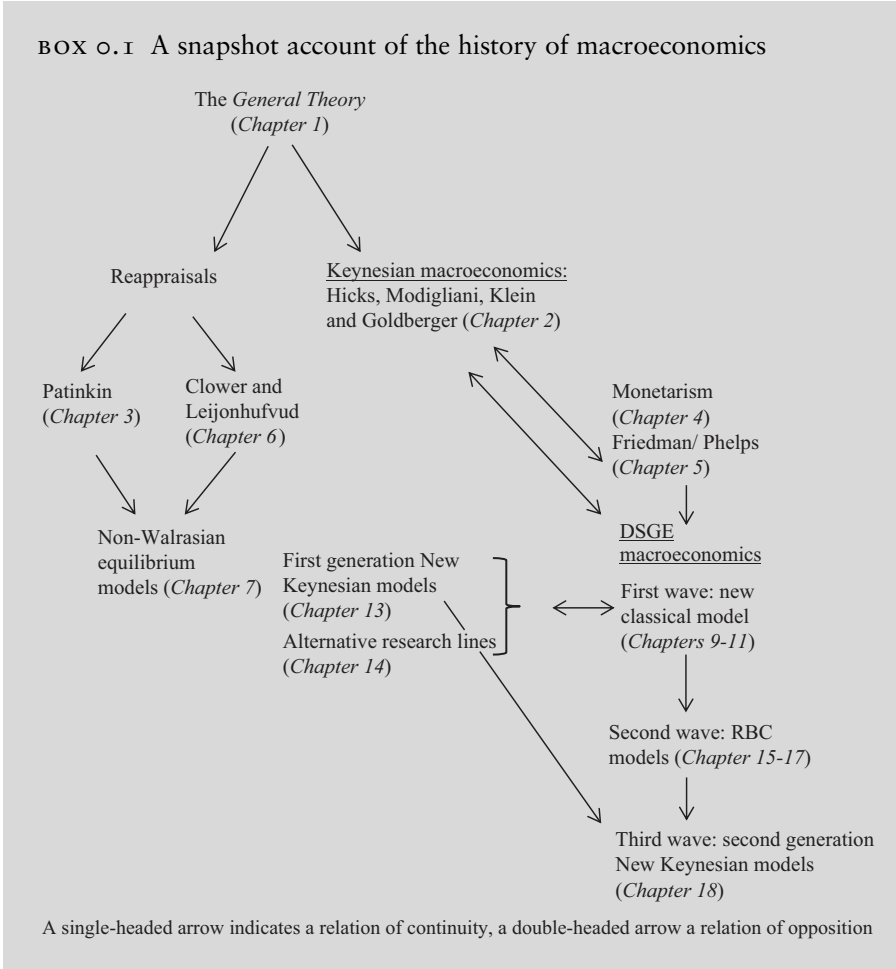 BOX 0.1 A snapshot account of the history of macroeconomics
The General Theory
(Chapter 1)
Reappraisals
Keynesian macroeconomics:
Hicks, Modigliani, Klein
and Goldberger (Chapter 2)
Patinkin
(Chapter 3)
Clower and
Leijonhufvud
(Chapter 6)
Monetarism
(Chapter 4)
Friedman/ Phelps
(Chapter 5)
Non-Walrasian
equilibrium
models (Chapter 7)
First generation New
Keynesian models
(Chapter 13)
Alternative research lines
(Chapter 14)
DSGE
macroeconomics
First wave: new
classical model
(Chapters 9-11)
Second wave: RBC
models (Chapter 15-17)
Third wave: second generation
New Keynesian models
(Chapter 18)
A single-headed arrow indicates a relation of continuity, a double-headed arrow a relation of opposition